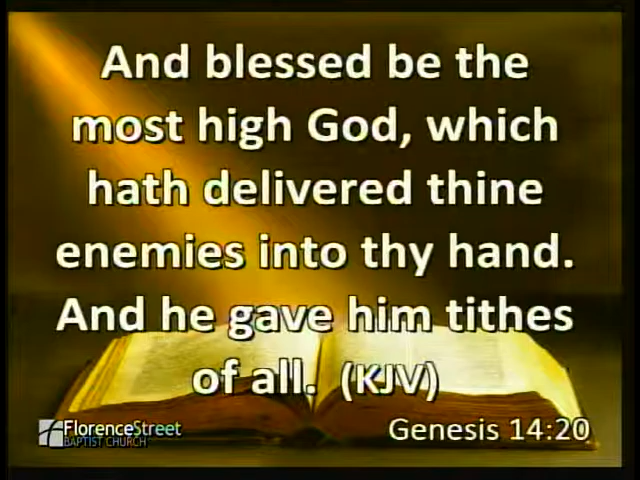 And blessed be the
most high God, which
hath delivered thine
enemies into thy hand.
And he gave him tithes
of all. (KJV)
FlorenceStreet
BAPTIST CHURCH
Genesis 14:20